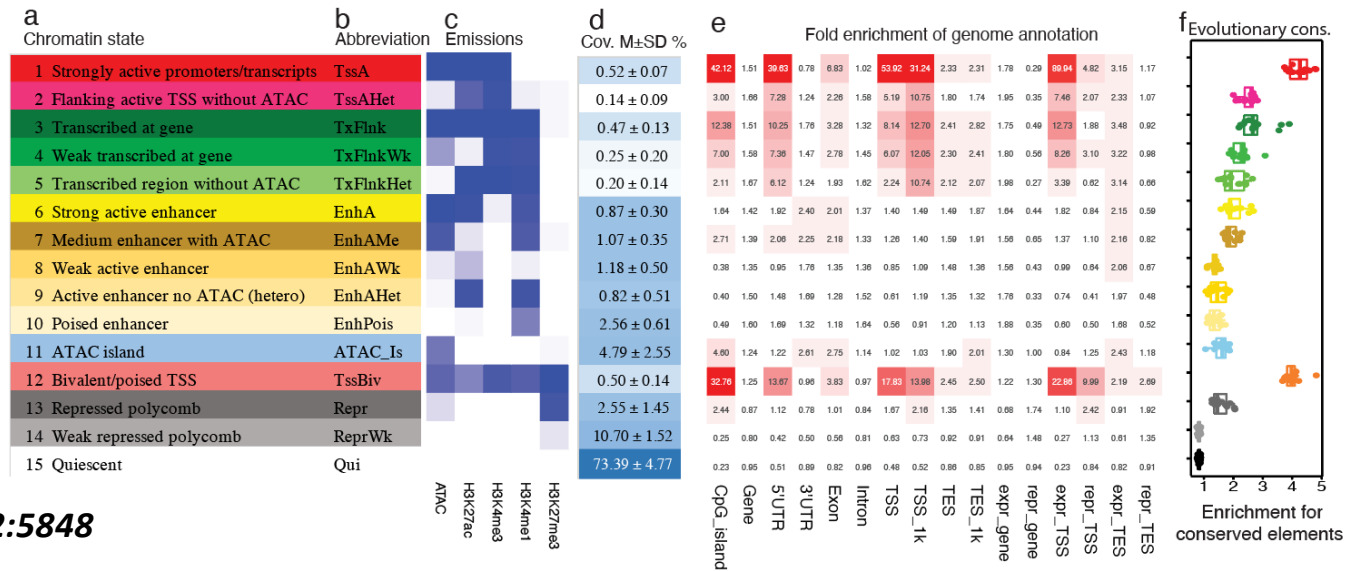 a b c d e f
Chromatin state Abbreviation Emissions Cov. M±SD % Fold enrichment of genome annotation Evolutionary cons.
1 Strongly active promoters/transcripts TssA 0.52 ± 0.07 42.12 1.51 39.63 0.78 6.83 1.02 53.92 31.24 2.33 2.31 1.78 0.29 89.94 4.82 3.15 1.17
2 Flanking active TSS without ATAC TssAHet 0.14 ± 0.09 3.00 1.66 7.28 1.24 2.26 1.58 5.19 10.75 1.80 1.74 1.95 0.37 7.46 2.07 2.33 1.07
3 Transcribed at gene TxFlnk 0.47 ± 0.13 12.38 1.51 10.25 1.76 3.28 1.32 8.14 12.70 2.41 2.82 1.75 0.49 12.73 1.88 3.48 0.92
4 Weak transcribed at gene TxFlnkWk 0.25 ± 0.20 7.00 1.58 7.36 1.47 2.78 1.45 6.07 12.05 2.30 2.41 1.80 0.56 8.26 3.10 3.22 0.98
5 Transcribed region without ATAC TxFlnkHet 0.20 ± 0.14 2.11 1.67 6.12 1.24 1.93 1.62 2.24 10.74 2.12 2.07 1.98 0.27 3.39 0.62 3.14 0.66
6 Strong active enhancer EnhA 0.87 ± 0.30 1.64 1.42 1.92 2.40 2.01 1.37 1.40 1.49 1.49 1.87 1.64 0.44 1.82 0.84 2.15 0.59
7 Medium enhancer with ATAC EnhAMe 1.07 ± 0.35 2.71 1.39 2.06 2.25 2.18 1.33 1.26 1.40 1.59 1.91 1.56 0.65 1.37 1.10 2.16 0.82
8 Weak active enhancer EnhAWk 1.18 ± 0.50 0.38 1.35 0.95 1.76 1.35 1.36 0.85 1.09 1.48 1.36 1.56 0.43 0.99 0.64 2.06 0.67
9 Active enhancer no ATAC (hetero) EnhAHet 0.82 ± 0.51 0.40 1.50 1.48 1.69 1.28 1.52 0.61 1.19 1.35 1.32 1.76 0.33 0.74 0.41 1.97 0.48
10 Poised enhancer EnhPois 2.56 ± 0.61 0.49 1.60 1.69 1.32 1.18 1.64 0.56 0.91 1.20 1.13 1.88 0.35 0.60 0.50 1.68 0.52
11 ATAC island ATAC_Is 4.79 ± 2.55 4.60 1.24 1.22 2.61 2.75 1.14 1.02 1.03 1.90 2.01 1.30 1.00 0.84 1.25 2.43 1.18
12 Bivalent/poised TSS TssBiv 0.50 ± 0.14 32.76 1.25 13.67 0.96 3.83 0.97 17.83 13.98 2.45 2.50 1.22 1.30 22.86 9.99 2.19 2.69
13 Repressed polycomb Repr 2.55 ± 1.45 2.44 0.87 1.12 0.78 1.01 0.84 1.67 2.16 1.35 1.41 0.68 1.74 1.10 2.42 0.91 1.92
14 Weak repressed polycomb ReprWk 10.70 ± 1.52 0.25 0.80 0.42 0.50 0.56 0.81 0.63 0.73 0.92 0.91 0.64 1.48 0.27 1.13 0.61 1.35
15 Quiescent Qui 73.39 ± 4.77 0.23 0.95 0.51 0.89 0.82 0.96 0.48 0.52 0.86 0.85 0.95 0.94 0.23 0.84 0.82 0.91
ATAC
H3K27ac
H3K4me3
H3K4me1
H3K27me3
CpG_island
Gene
5'UTR
3'UTR
Exon
Intron
TSS
TSS_1k
TES
TES_1k
expr_gene
repr_gene
expr_TSS
repr_TSS
expr_TES
repr_TES
1 2 3 4 5
Enrichment for
conserved elements
2:5848